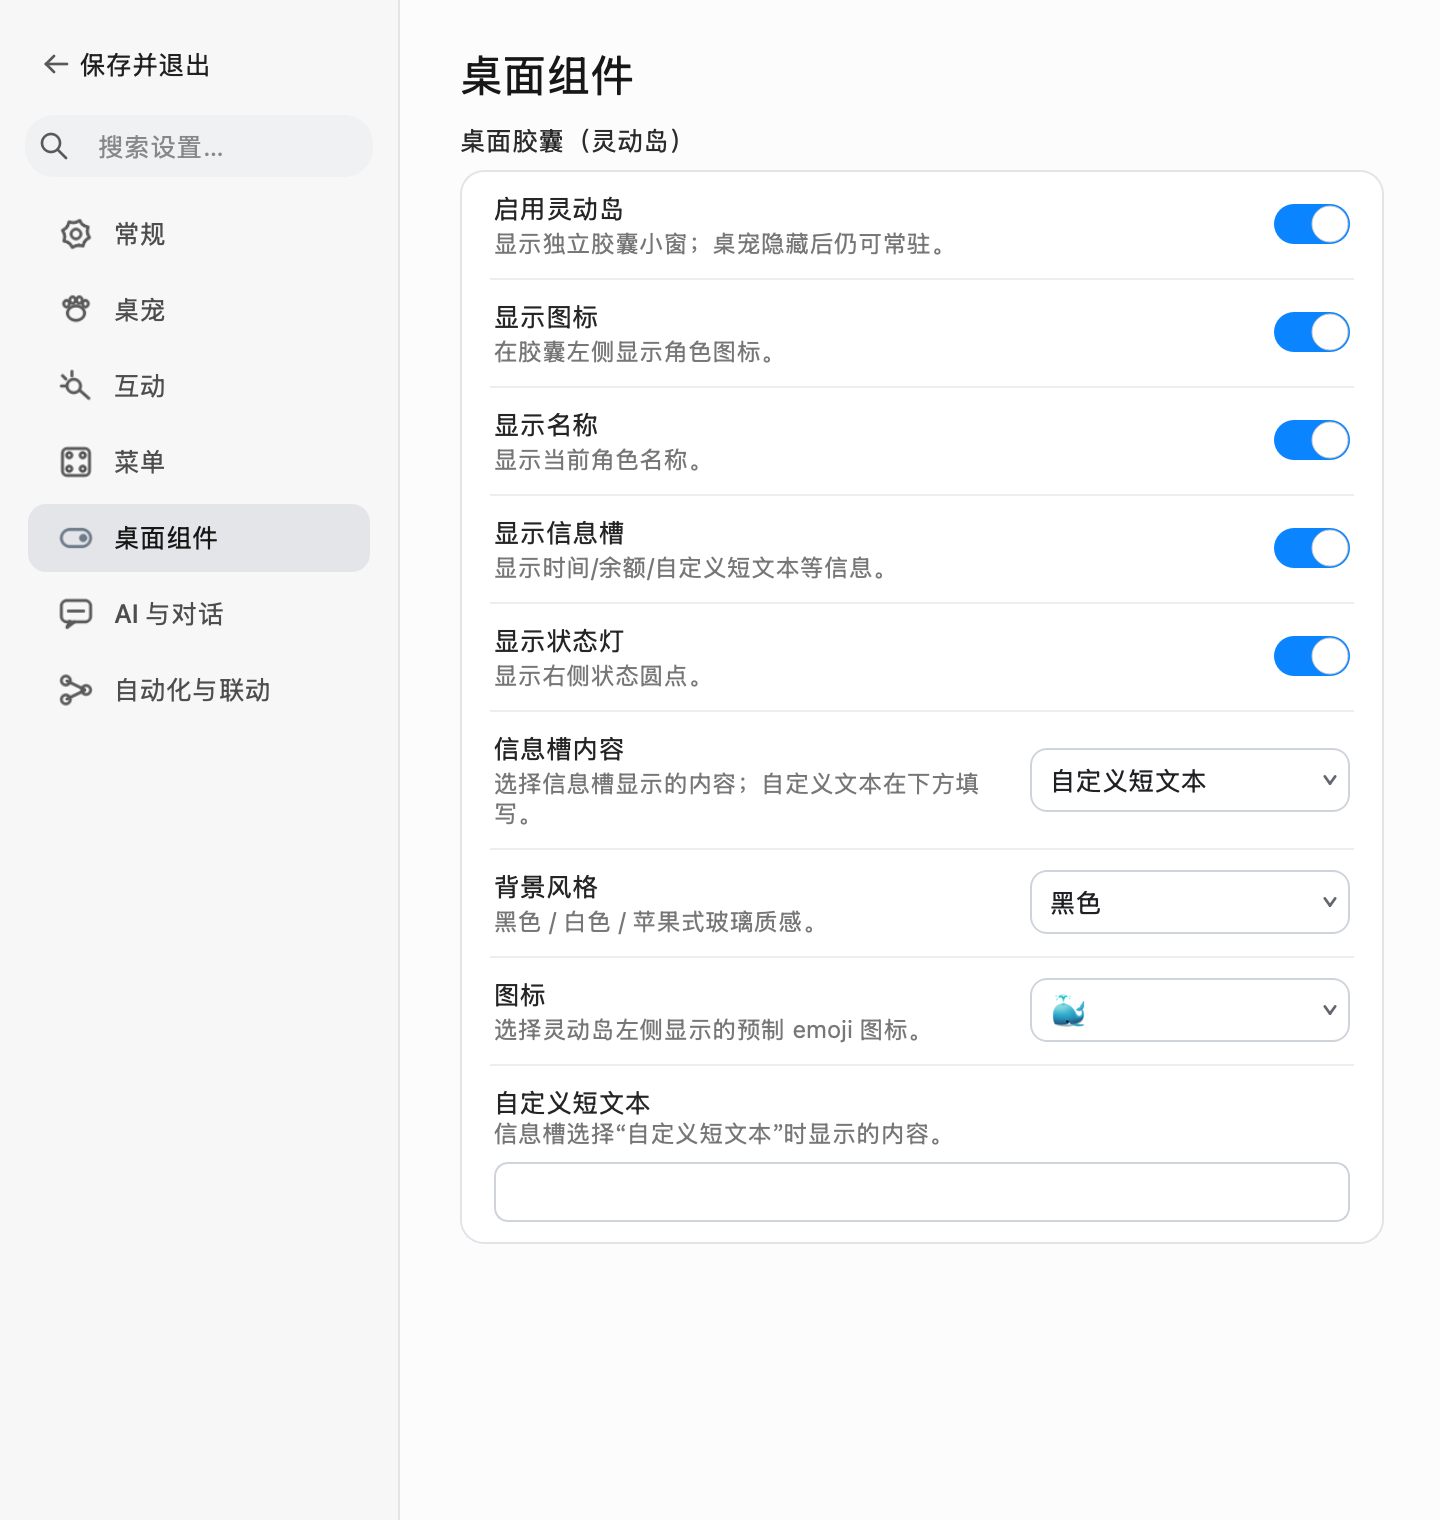 保存并退出
搜索设置...
常规
桌宠
互动
菜单
桌面组件
AI 与对话
自动化与联动
桌面组件
桌面胶囊（灵动岛）
启用灵动岛
显示独立胶囊小窗；桌宠隐藏后仍可常驻。
显示图标
在胶囊左侧显示角色图标。
显示名称
显示当前角色名称。
显示信息槽
显示时间/余额/自定义短文本等信息。
显示状态灯
显示右侧状态圆点。
信息槽内容
选择信息槽显示的内容；自定义文本在下方填
写。
自定义短文本
背景风格
黑色 / 白色 / 苹果式玻璃质感。
黑色
图标
选择灵动岛左侧显示的预制 emoji 图标。
自定义短文本
信息槽选择“自定义短文本”时显示的内容。